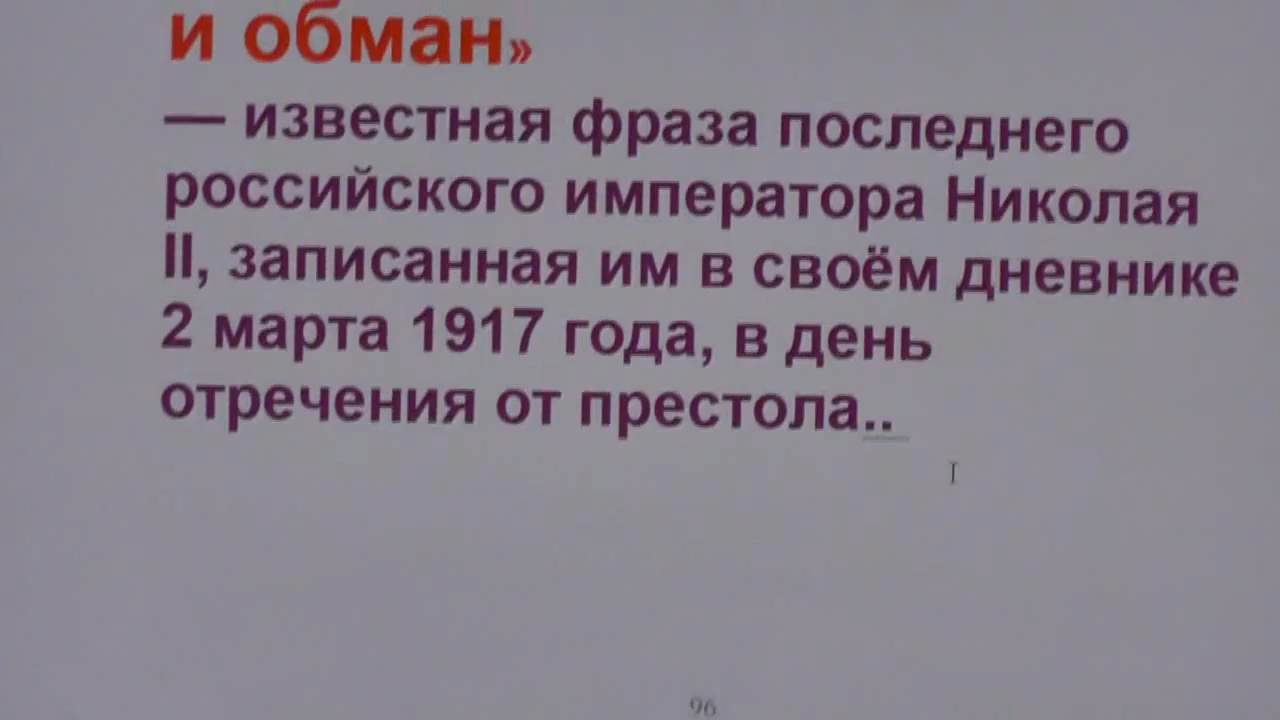 и обман»
— известная фраза последнего
российского императора Николая
II, записанная им в своём дневнике
2 марта 1917 года, в день
отречения от престола..
96